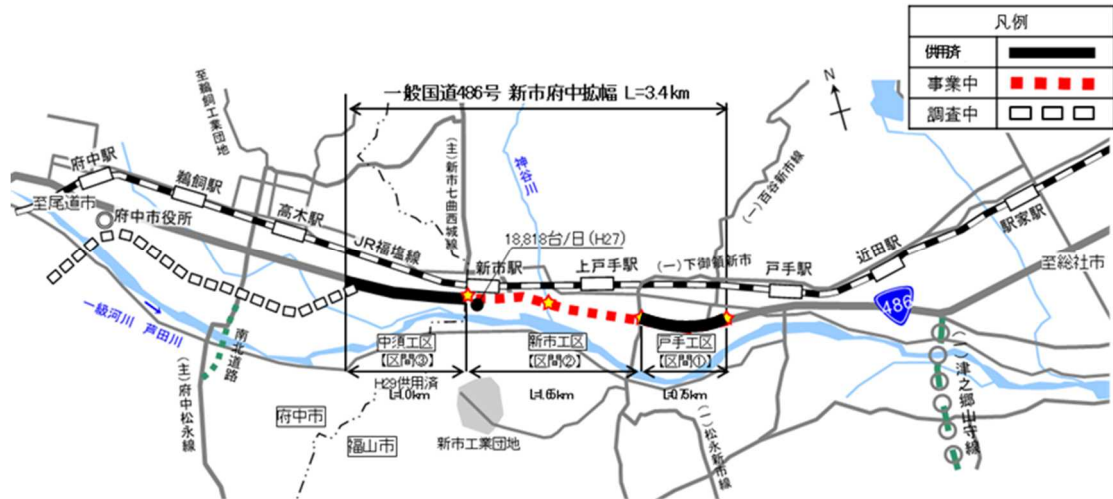 凡例
供用済
事業中
調査中
一般国道486号 新市府中拡幅 L=3.4km
N
至鵜飼工業団地
(主)新市七曲西城線
神谷川
(一)百谷新市線
府中駅
鵜飼駅
高木駅
JR福塩線
新市駅
18,818台/日(H27)
上戸手駅
(一)下御領新市
戸手駅
近田駅
駅家駅
至尾道市
府中市役所
至総社市
486
一級河川 芦田川
南北道路
(主)府中松永線
中須工区
【区間③】
H29供用済
L=1.0km
新市工区
【区間②】
L=1.65km
戸手工区
【区間①】
L=0.75km
府中市
福山市
新市工業団地
(一)松永新市線
(一)津之郷山守線